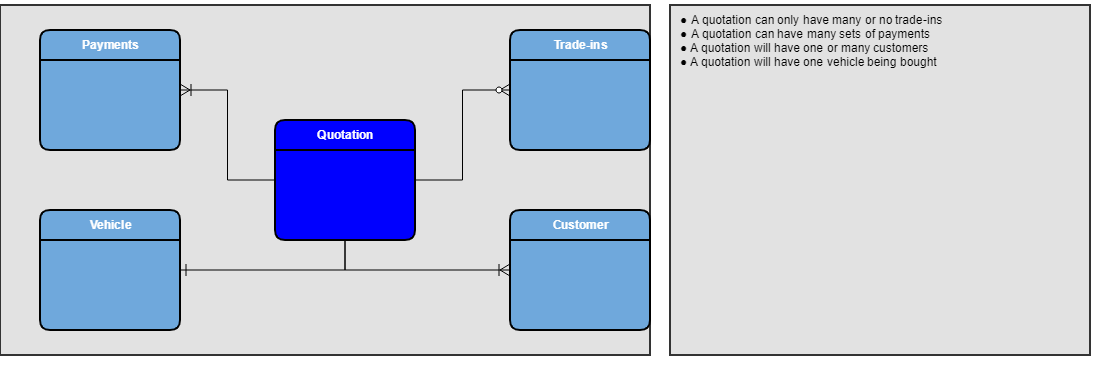 Payments
Trade-ins
Quotation
Vehicle
Customer
● A quotation can only have many or no trade-ins
● A quotation can have many sets of payments
● A quotation will have one or many customers
● A quotation will have one vehicle being bought